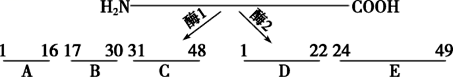 H₂N COOH
酶1 酶2
1 16 17 30 31 48 1 22 24 49
A B C D E